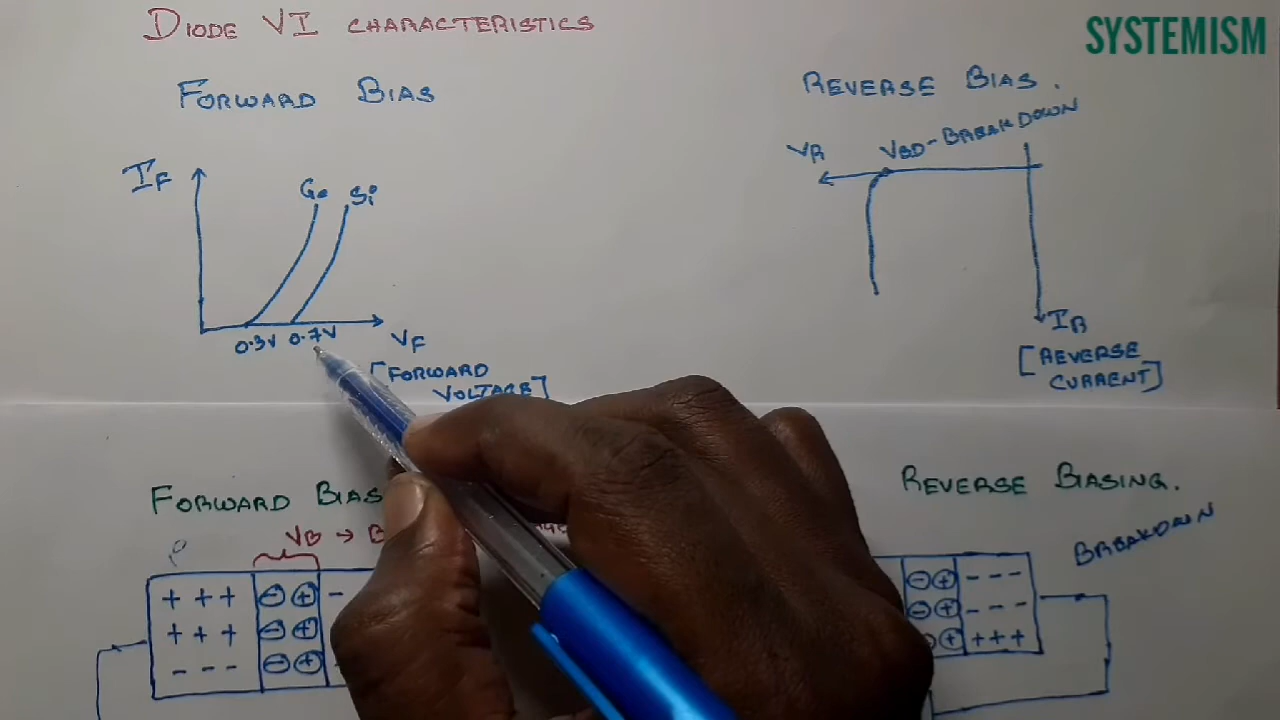 DIODE VI CHARACTERISTICS
SYSTEMISM
FORWARD BIAS
REVERSE BIAS.
IF
Ge
Si
0.3V
0.7V
VF
[FORWARD
VOLTAGE]
VR
VBD-BREAKDOWN
IR
[REVERSE
CURRENT]
FORWARD BIAS
VB → B
P
+ + +
- +
-
+ + +
- +
- - -
- +
REVERSE BIASING.
BREAKDOWN
- +
- - -
- +
- - -
+
+ + +